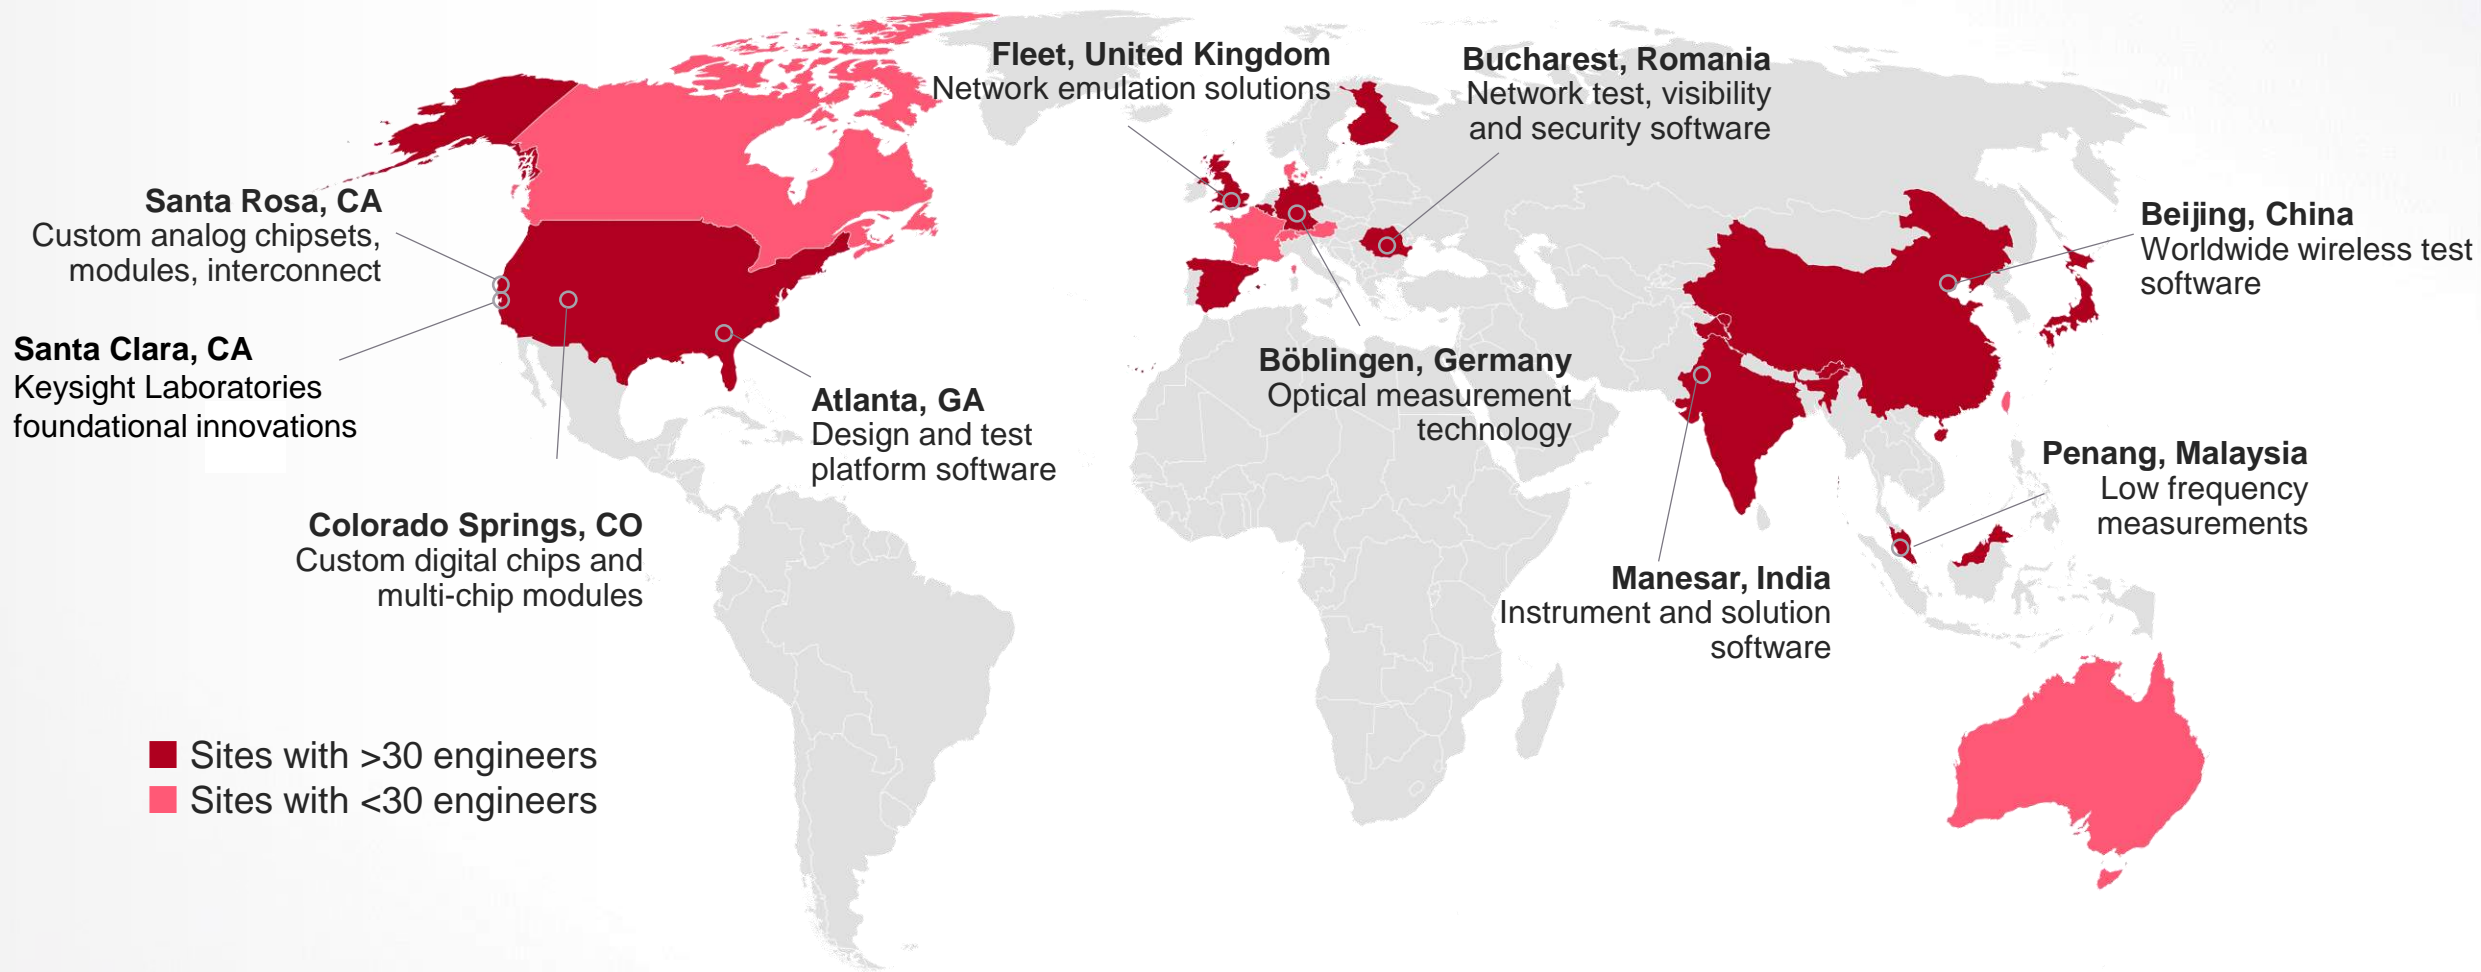 Fleet, United Kingdom
Network emulation solutions
Bucharest, Romania
Network test, visibility
and security software
Santa Rosa, CA
Custom analog chipsets,
modules, interconnect
Beijing, China
Worldwide wireless test
software
Santa Clara, CA
Keysight Laboratories
foundational innovations
Atlanta, GA
Design and test
platform software
Böblingen, Germany
Optical measurement
technology
Penang, Malaysia
Low frequency
measurements
Colorado Springs, CO
Custom digital chips and
multi-chip modules
Manesar, India
Instrument and solution
software
Sites with >30 engineers
Sites with <30 engineers